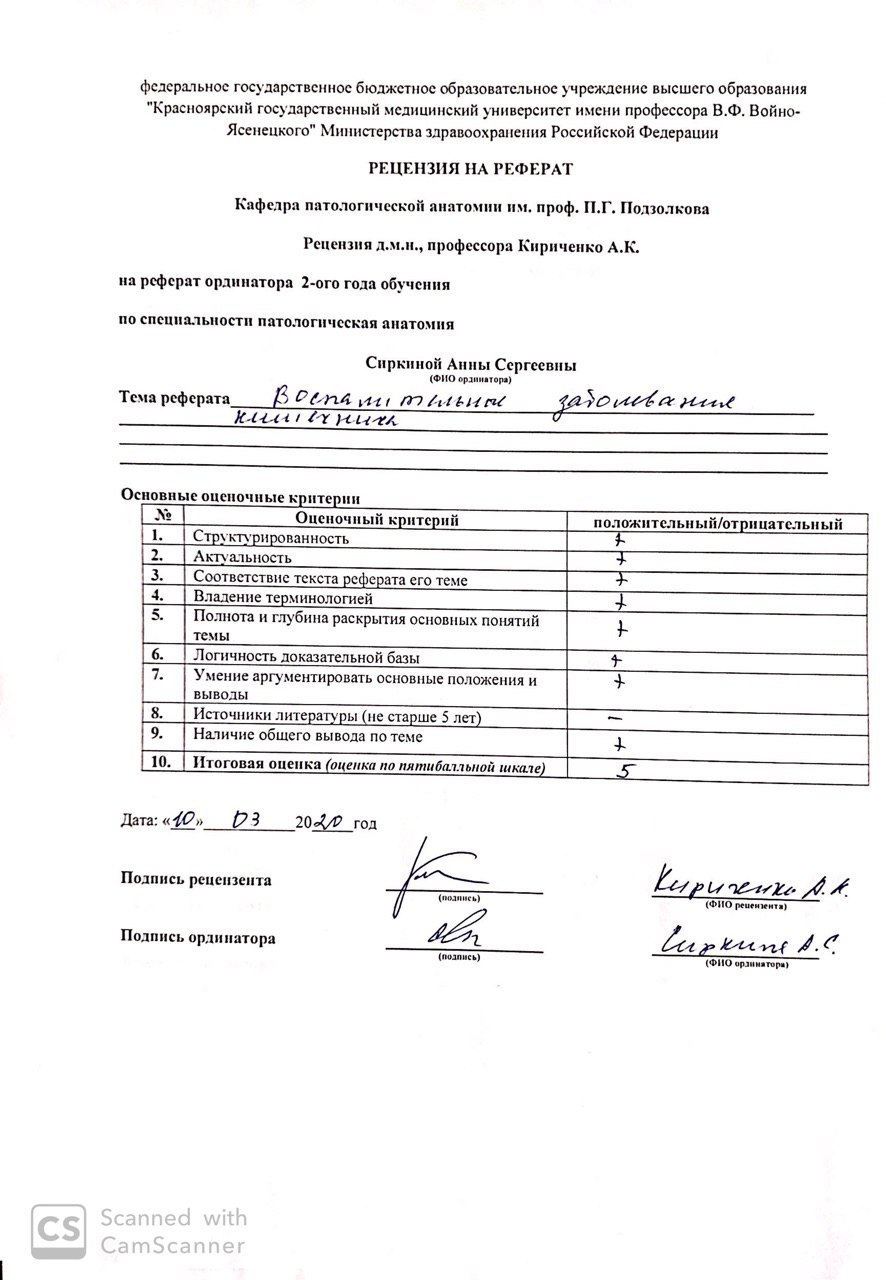 федеральное государственное бюджетное образовательное учреждение высшего образования
"Красноярский государственный медицинский университет имени профессора В.Ф. Войно-
Ясенецкого" Министерства здравоохранения Российской Федерации
РЕЦЕНЗИЯ НА РЕФЕРАТ
Кафедра патологической анатомии им. проф. П.Г. Подзолкова
Рецензия д.м.н., профессора Кириченко А.К.
на реферат ординатора 2-ого года обучения
по специальности патологическая анатомия
Сиркиной Анны Сергеевны
(ФИО ординатора)
Тема реферата Воспалительные заболевания
кишечника
Основные оценочные критерии
№ Оценочный критерий положительный/отрицательный
1. Структурированность +
2. Актуальность +
3. Соответствие текста реферата его теме +
4. Владение терминологией +
5. Полнота и глубина раскрытия основных понятий
темы +
6. Логичность доказательной базы +
7. Умение аргументировать основные положения и
выводы +
8. Источники литературы (не старше 5 лет) –
9. Наличие общего вывода по теме +
10. Итоговая оценка (оценка по пятибалльной шкале) 5
Дата: «10» 03 2020 год
Подпись рецензента Кириченко А.К.
(подпись) (ФИО рецензента)
Подпись ординатора Сиркина А.С.
(подпись) (ФИО ординатора)
CS Scanned with
CamScanner